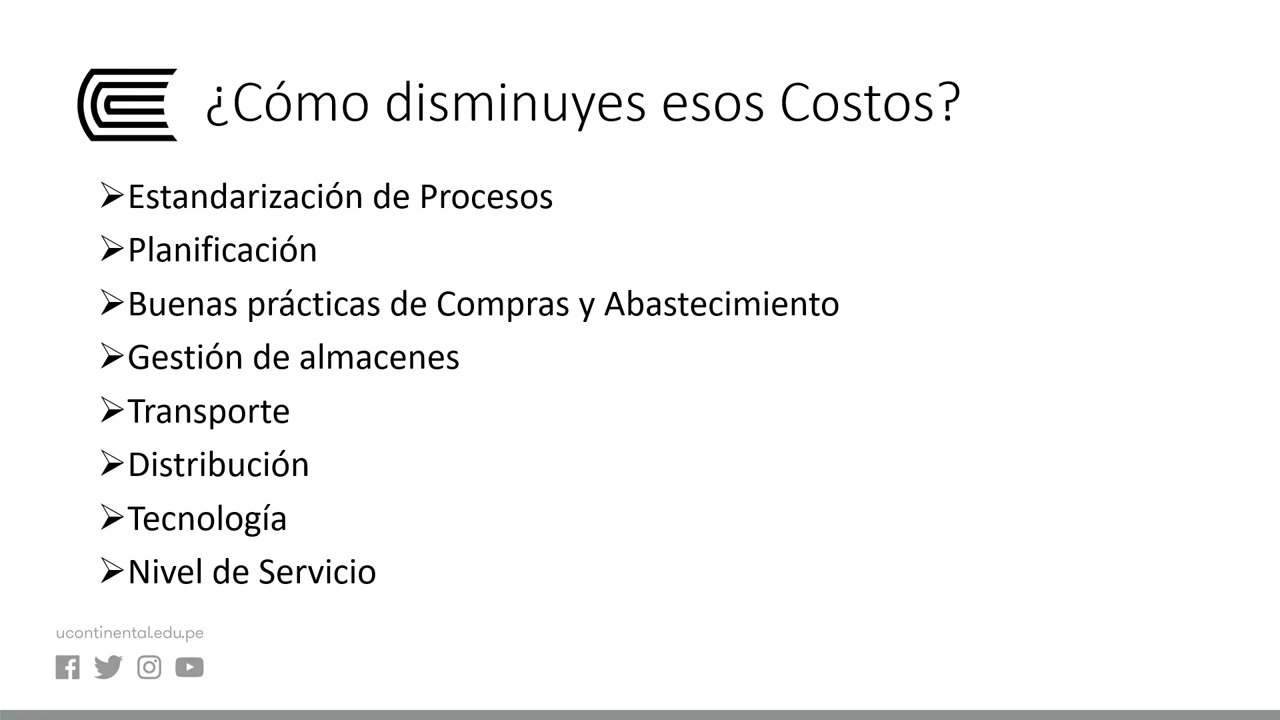 ¿Cómo disminuyes esos Costos?
➢Estandarización de Procesos
➢Planificación
➢Buenas prácticas de Compras y Abastecimiento
➢Gestión de almacenes
➢Transporte
➢Distribución
➢Tecnología
➢Nivel de Servicio
ucontinental.edu.pe